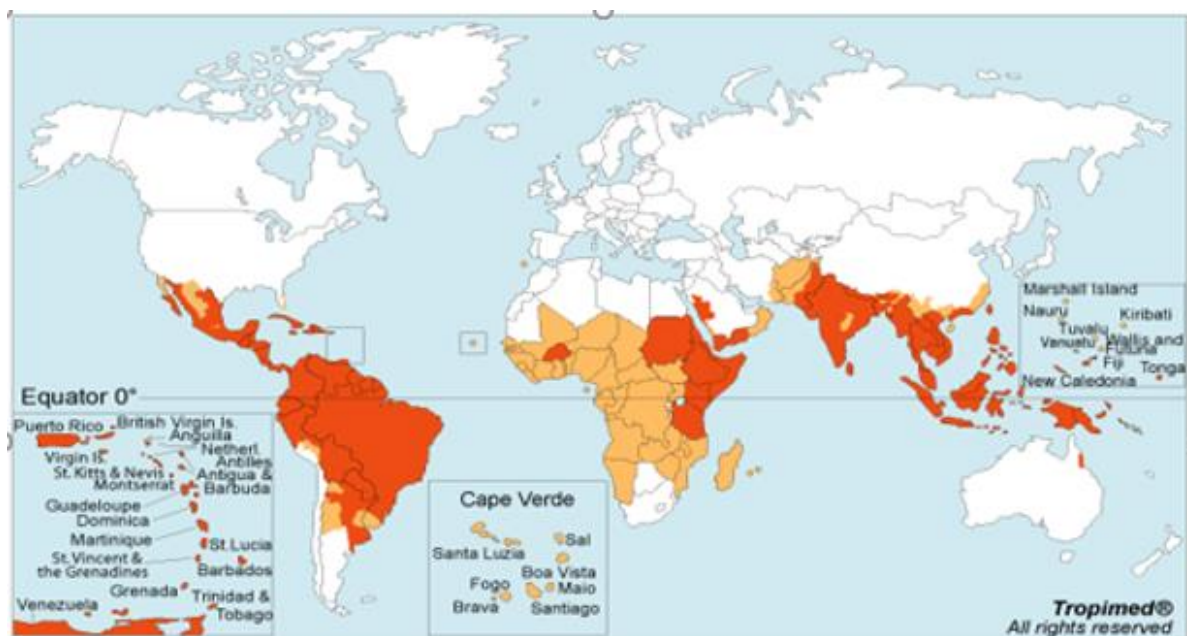 Marshall Island
Nauru
Kiribati
Tuvalu
Wallis and
Vanuatu
Futuna
Fiji
Tonga
New Caledonia
Equator 0°
Puerto Rico
British Virgin Is.
Anguilla
Netherl.
Antilles
Virgin Is.
St. Kitts & Nevis
Antigua &
Barbuda
Montserrat
Guadeloupe
Dominica
Martinique
St.Lucia
St.Vincent &
the Grenadines
Barbados
Grenada
Trinidad &
Tobago
Venezuela
Cape Verde
Santa Luzia
Sal
Boa Vista
Fogo
Maio
Brava
Santiago
Tropimed®
All rights reserved